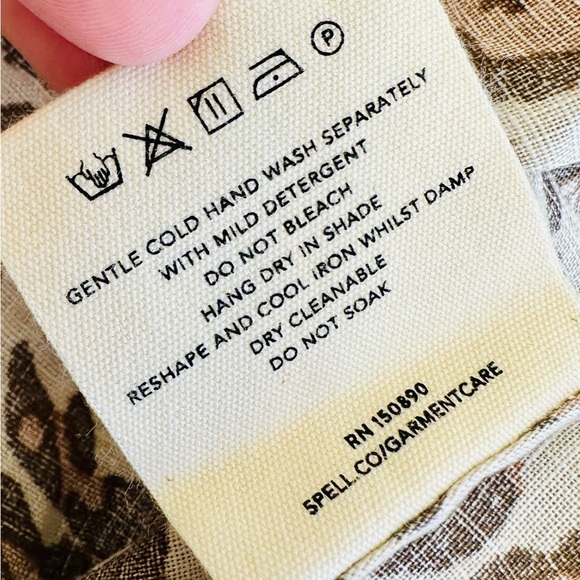 P
GENTLE COLD HAND WASH SEPARATELY
WITH MILD DETERGENT
DO NOT BLEACH
HANG DRY IN SHADE
RESHAPE AND COOL IRON WHILST DAMP
DRY CLEANABLE
DO NOT SOAK
RN 150890
SPELL.CO/GARMENTCARE